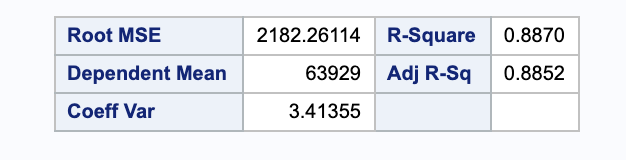 Root MSE 2182.26114 R-Square 0.8870
Dependent Mean 63929 Adj R-Sq 0.8852
Coeff Var 3.41355